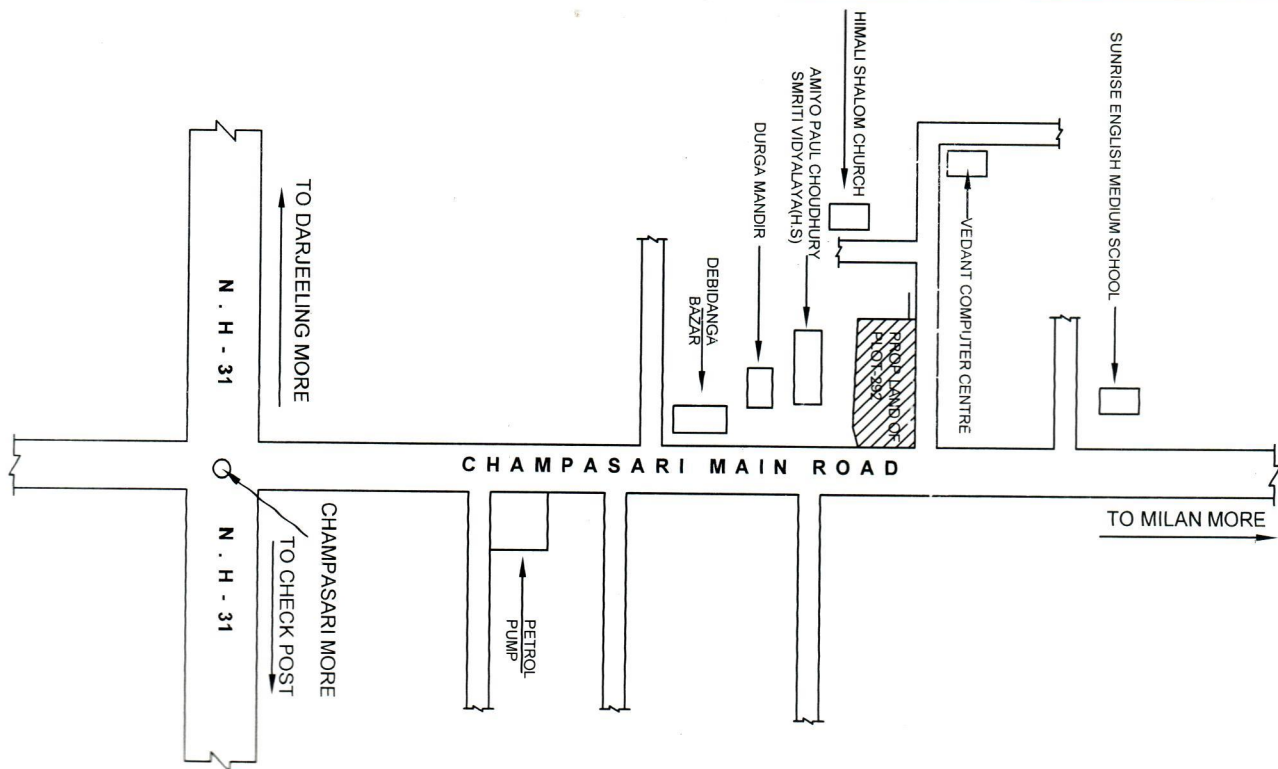 HIMALI SHALOM CHURCH
AMIYO PAUL CHOUDHURY
SMRITI VIDYALAYA(H.S)
DURGA MANDIR
DEBIDANGA
BAZAR
SUNRISE ENGLISH MEDIUM SCHOOL
VEDANT COMPUTER CENTRE
PROP LAND OF
PLOT-292
TO DARJEELING MORE
N . H - 31
CHAMPASARI MAIN ROAD
TO MILAN MORE
CHAMPASARI MORE
TO CHECK POST
N . H - 31
PETROL
PUMP